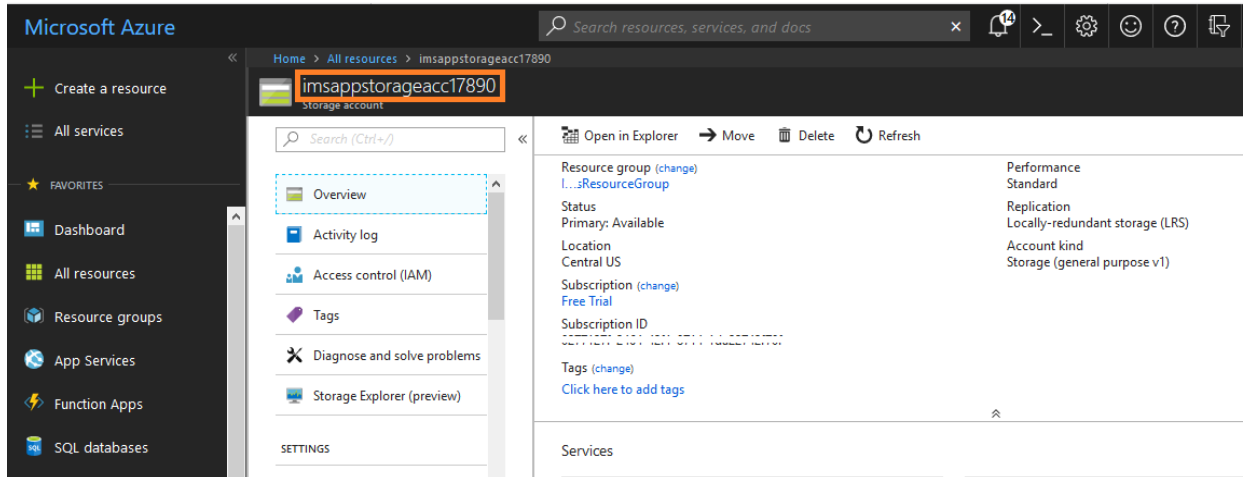 Microsoft Azure
Search resources, services, and docs
14
Home > All resources > imsappstorageacc17890
imsappstorageacc17890
Storage account
Create a resource
All services
FAVORITES
Dashboard
All resources
Resource groups
App Services
Function Apps
SQL databases
Search (Ctrl+/)
Overview
Activity log
Access control (IAM)
Tags
Diagnose and solve problems
Storage Explorer (preview)
SETTINGS
Open in Explorer Move Delete Refresh
Resource group (change)
I...sResourceGroup
Status
Primary: Available
Location
Central US
Subscription (change)
Free Trial
Subscription ID
Tags (change)
Click here to add tags
Performance
Standard
Replication
Locally-redundant storage (LRS)
Account kind
Storage (general purpose v1)
Services